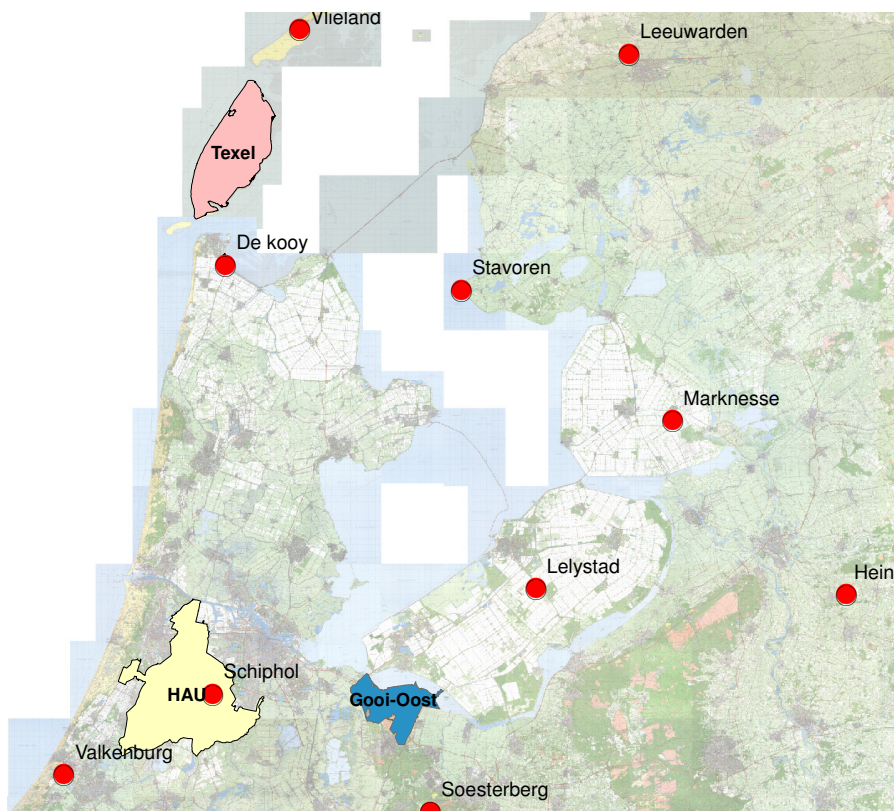 Vlieland
Leeuwarden
Texel
De kooy
Stavoren
Marknesse
Lelystad
Hein
Schiphol
HAU
Gooi-Oost
Valkenburg
Soesterberg